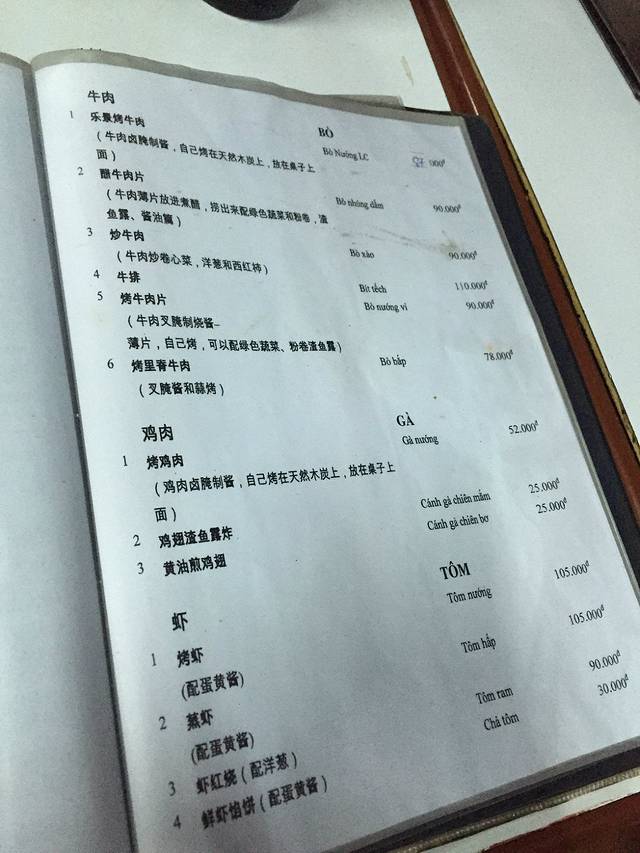 牛肉 BÒ
1 乐景烤牛肉 Bò Nướng LC 000đ
（牛肉卤腌制酱，自己烤在天然木炭上，放在桌子上
面）
2 醋牛肉片 Bò nhúng dấm 90.000đ
（牛肉薄片放进煮醋，捞出来配绿色蔬菜和粉卷，渣
鱼露、酱油篇）
3 炒牛肉 Bò xào 90.000đ
（牛肉炒卷心菜，洋葱和西红柿）
4 牛排 Bít tếch 110.000đ
5 烤牛肉片 Bò nướng vỉ 90.000đ
（牛肉叉腌制烧酱–
薄片，自己烤，可以配绿色蔬菜、粉卷渣鱼露）
6 烤里脊牛肉 Bò hấp 78.000đ
（叉腌酱和蒜烤）
鸡肉 GÀ
1 烤鸡肉 Gà nướng 52.000đ
（鸡肉卤腌制酱，自己烤在天然木炭上，放在桌子上
面）
2 鸡翅渣鱼露炸 Cánh gà chiên mắm 25.000đ
3 黄油煎鸡翅 Cánh gà chiên bơ 25.000đ
虾 TÔM
1 烤虾 Tôm nướng 105.000đ
(配蛋黄酱)
2 蒸虾 Tôm hấp 105.000đ
(配蛋黄酱)
3 虾红烧（配洋葱） Tôm ram 90.000đ
4 鲜虾馅饼（配蛋黄酱） Chả tôm 30.000đ